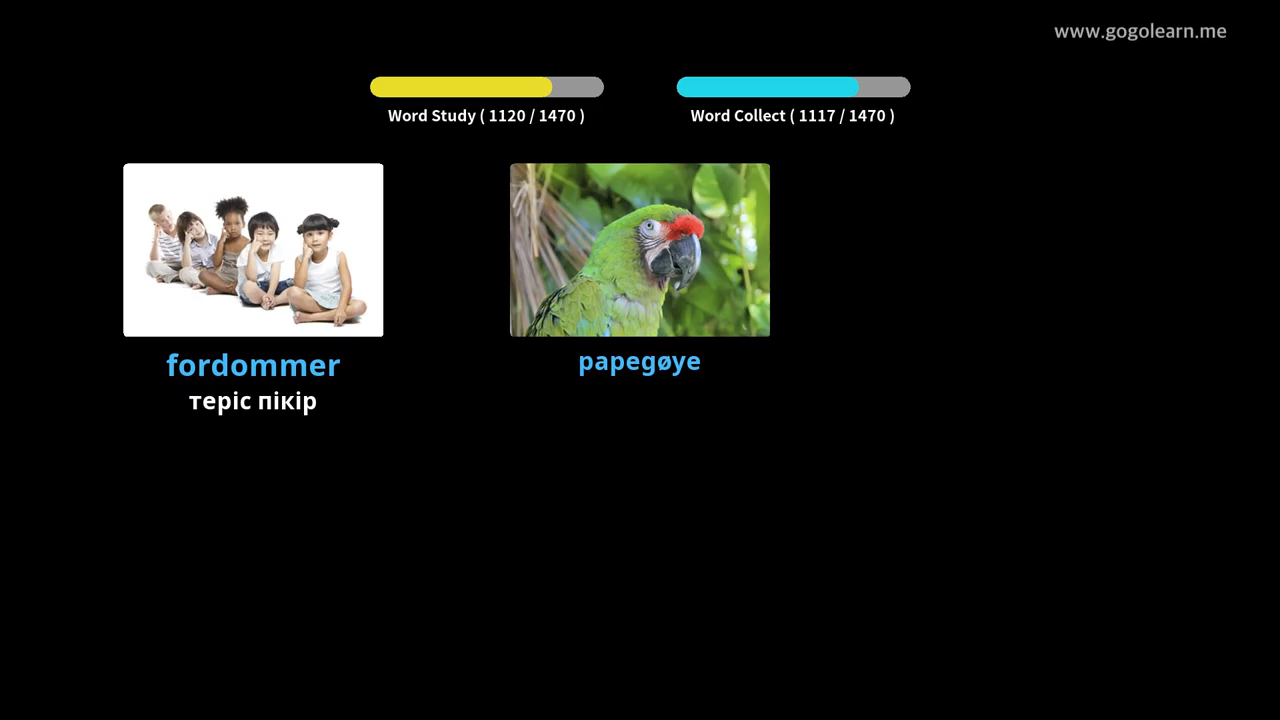 www.gogolearn.me
Word Study ( 1120 / 1470 )
Word Collect ( 1117 / 1470 )
fordommer
теріс пікір
papegøye